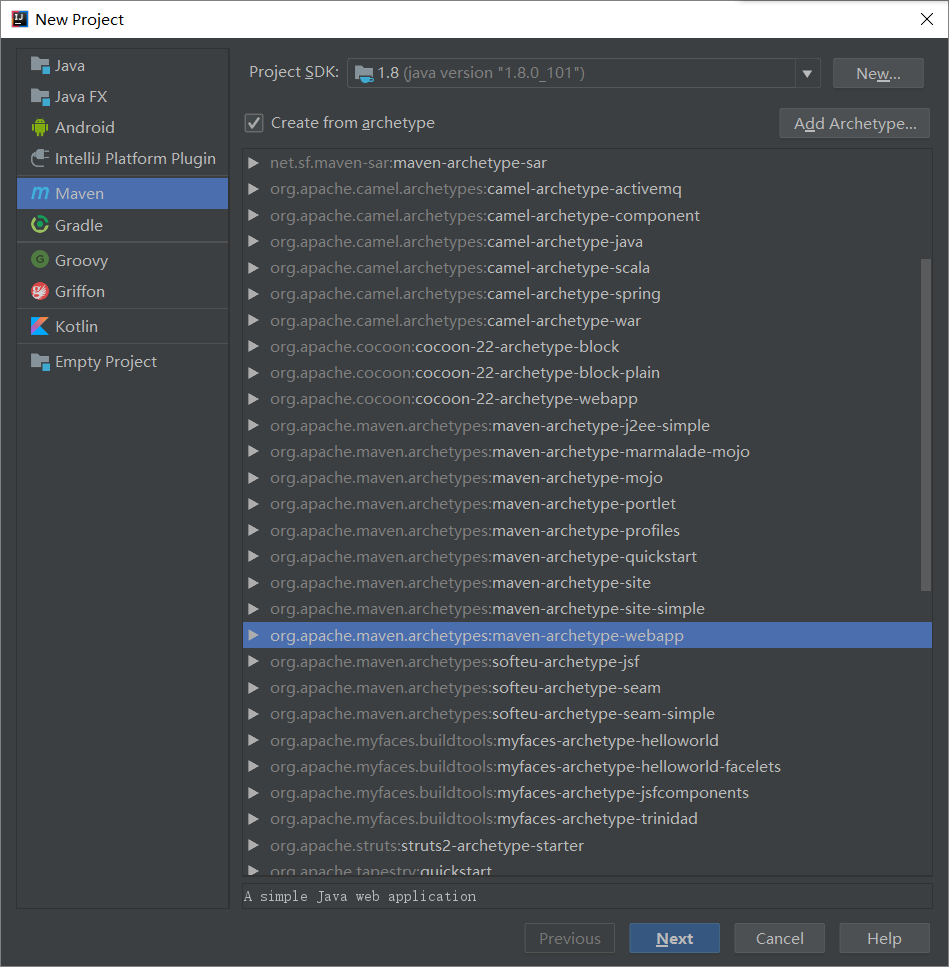 New Project
Java
Java FX
Android
IntelliJ Platform Plugin
Maven
Gradle
Groovy
Griffon
Kotlin
Empty Project
Project SDK: 1.8 (java version "1.8.0_101") New...
Create from archetype Add Archetype...
net.sf.maven-sar:maven-archetype-sar
org.apache.camel.archetypes:camel-archetype-activemq
org.apache.camel.archetypes:camel-archetype-component
org.apache.camel.archetypes:camel-archetype-java
org.apache.camel.archetypes:camel-archetype-scala
org.apache.camel.archetypes:camel-archetype-spring
org.apache.camel.archetypes:camel-archetype-war
org.apache.cocoon:cocoon-22-archetype-block
org.apache.cocoon:cocoon-22-archetype-block-plain
org.apache.cocoon:cocoon-22-archetype-webapp
org.apache.maven.archetypes:maven-archetype-j2ee-simple
org.apache.maven.archetypes:maven-archetype-marmalade-mojo
org.apache.maven.archetypes:maven-archetype-mojo
org.apache.maven.archetypes:maven-archetype-portlet
org.apache.maven.archetypes:maven-archetype-profiles
org.apache.maven.archetypes:maven-archetype-quickstart
org.apache.maven.archetypes:maven-archetype-site
org.apache.maven.archetypes:maven-archetype-site-simple
org.apache.maven.archetypes:maven-archetype-webapp
org.apache.maven.archetypes:softeu-archetype-jsf
org.apache.maven.archetypes:softeu-archetype-seam
org.apache.maven.archetypes:softeu-archetype-seam-simple
org.apache.myfaces.buildtools:myfaces-archetype-helloworld
org.apache.myfaces.buildtools:myfaces-archetype-helloworld-facelets
org.apache.myfaces.buildtools:myfaces-archetype-jsfcomponents
org.apache.myfaces.buildtools:myfaces-archetype-trinidad
org.apache.struts:struts2-archetype-starter
org.apache.tapestry:quickstart
A simple Java web application
Previous Next Cancel Help